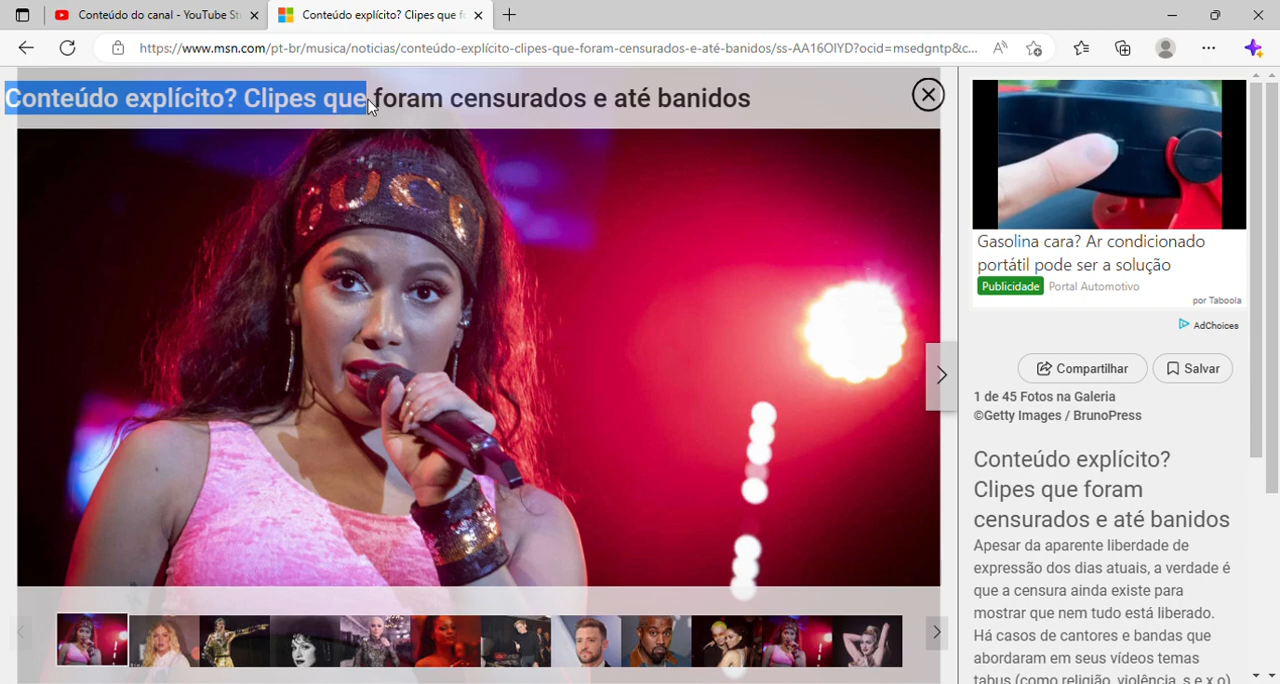 Conteúdo do canal - YouTube St
Conteúdo explícito? Clipes que f
https://www.msn.com/pt-br/musica/noticias/conteúdo-explícito-clipes-que-foram-censurados-e-até-banidos/ss-AA16OIYD?ocid=msedgntp&c...
Conteúdo explícito? Clipes que foram censurados e até banidos
GUCCI
Gasolina cara? Ar condicionado
portátil pode ser a solução
Publicidade Portal Automotivo
por Taboola
AdChoices
Compartilhar Salvar
1 de 45 Fotos na Galeria
©Getty Images / BrunoPress
Conteúdo explícito?
Clipes que foram
censurados e até banidos
Apesar da aparente liberdade de
expressão dos dias atuais, a verdade é
que a censura ainda existe para
mostrar que nem tudo está liberado.
Há casos de cantores e bandas que
abordaram em seus vídeos temas
tabus (como religião, violência, s e x o)